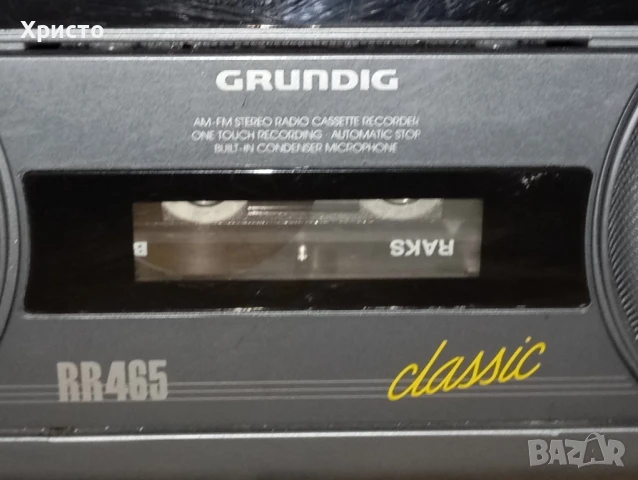 Христо
GRUNDIG
AM-FM STEREO RADIO CASSETTE RECORDER
ONE TOUCH RECORDING · AUTOMATIC STOP
BUILT-IN CONDENSER MICROPHONE
B RAKS
RR465 classic
BAZAR